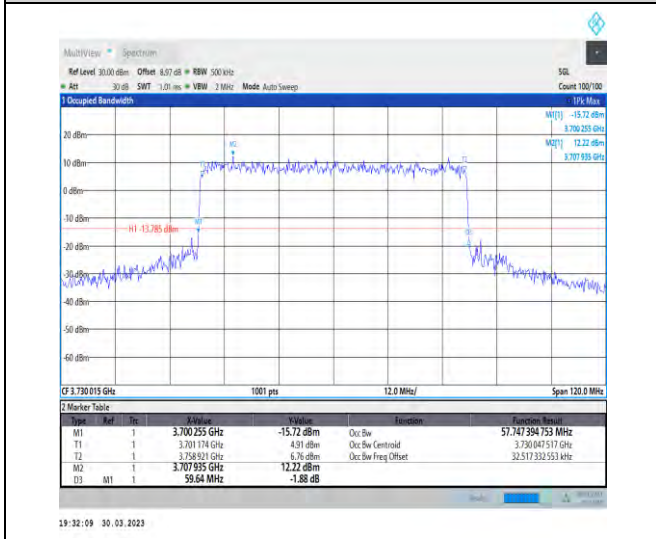 MultiView Spectrum
Ref Level 30.00 dBm Offset 8.97 dB RBW 500 kHz SGL
Att 30 dB SWT 1.01 ms VBW 2 MHz Mode Auto Sweep Count 100/100
1 Occupied Bandwidth 1Pk Max
M1[1] -15.72 dBm
3.700 255 GHz
M2[1] 12.22 dBm
3.707 935 GHz
20 dBm
M2
10 dBm
0 dBm
-10 dBm
H1 -13.785 dBm
M1
-20 dBm
-30 dBm
-40 dBm
-50 dBm
-60 dBm
CF 3.730 015 GHz 1001 pts 12.0 MHz/ Span 120.0 MHz
2 Marker Table
Type Ref Trc X-Value Y-Value Function Function Result
M1 1 3.700 255 GHz -15.72 dBm Occ Bw 57.747 394 753 MHz
T1 1 3.701 174 GHz 4.91 dBm Occ Bw Centroid 3.730 047 517 GHz
T2 1 3.758 921 GHz 6.76 dBm Occ Bw Freq Offset 32.517 332 553 kHz
M2 1 3.707 935 GHz 12.22 dBm
D3 M1 1 59.64 MHz -1.88 dB
19:32:09 30.03.2023